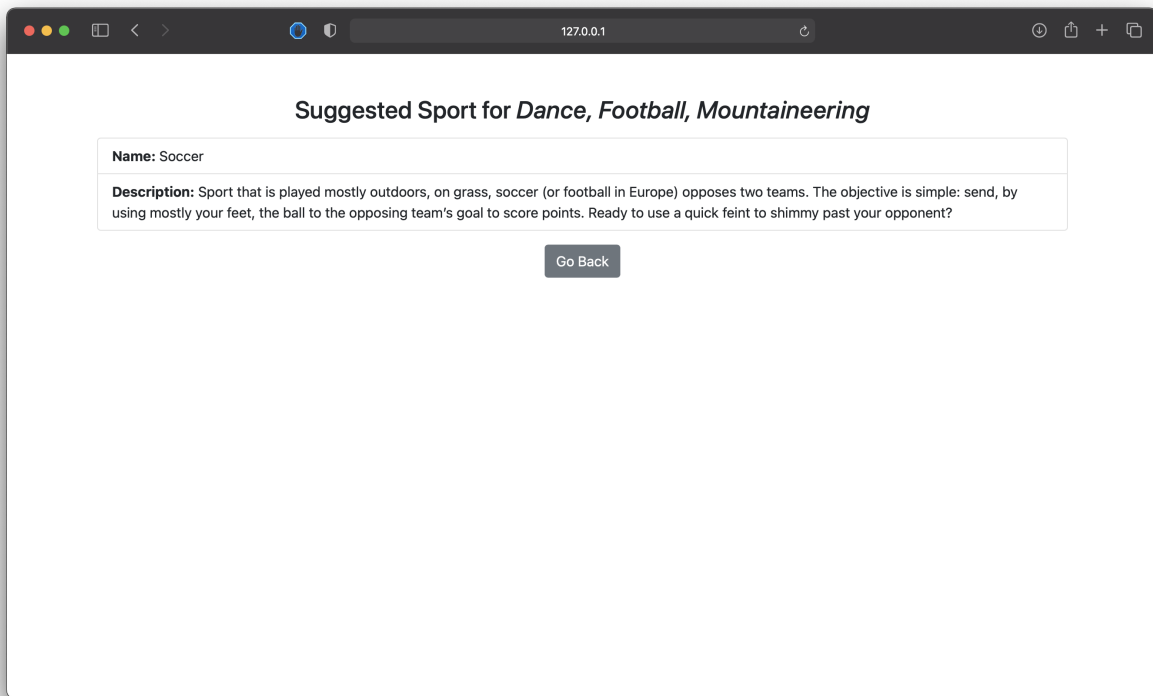 127.0.0.1
Suggested Sport for Dance, Football, Mountaineering
Name: Soccer
Description: Sport that is played mostly outdoors, on grass, soccer (or football in Europe) opposes two teams. The objective is simple: send, by
using mostly your feet, the ball to the opposing team’s goal to score points. Ready to use a quick feint to shimmy past your opponent?
Go Back